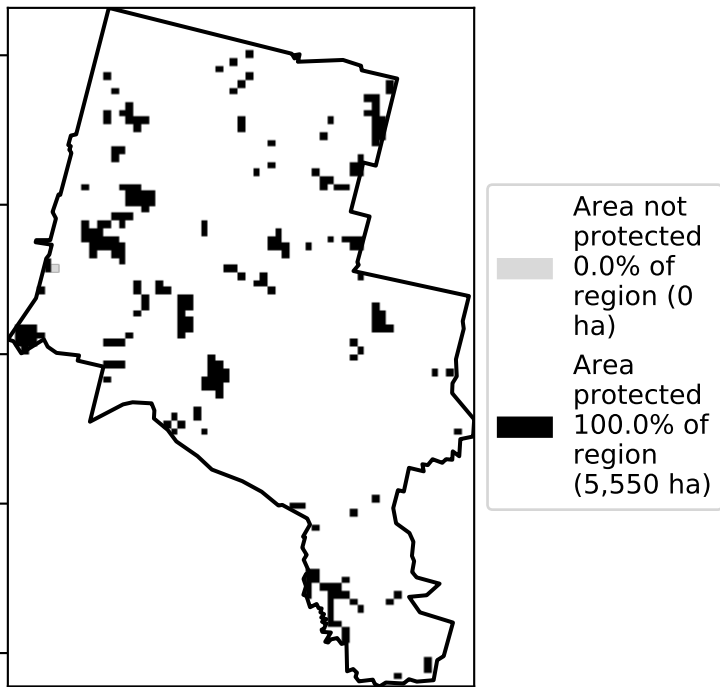 Area not
protected
0.0% of
region (0
ha)
Area
protected
100.0% of
region
(5,550 ha)